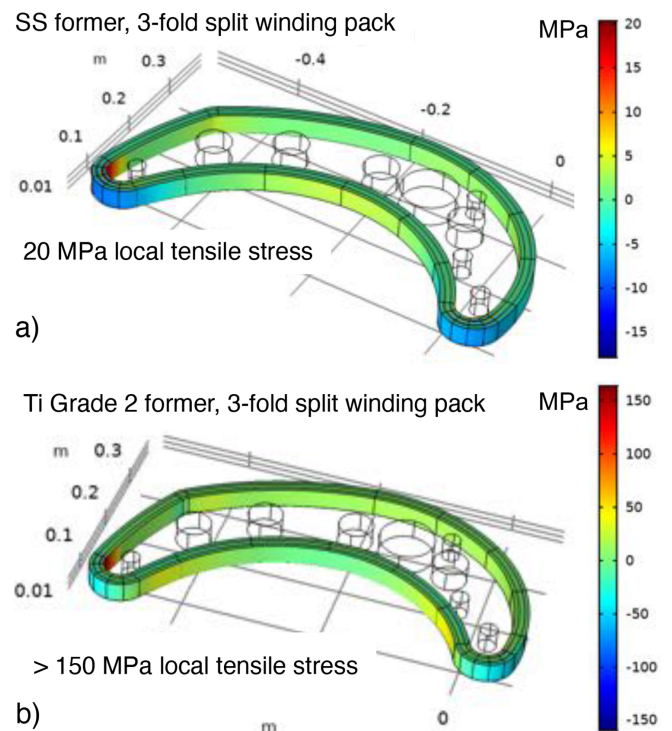 SS former, 3-fold split winding pack
MPa
m
0.3
-0.4
0.2
-0.2
0.1
0
0.01
20
15
10
5
0
-5
-10
-15
20 MPa local tensile stress
a)
Ti Grade 2 former, 3-fold split winding pack
MPa
m
0.3
0.2
0.1
0.01
150
100
50
0
-50
-100
-150
> 150 MPa local tensile stress
b)
m
0